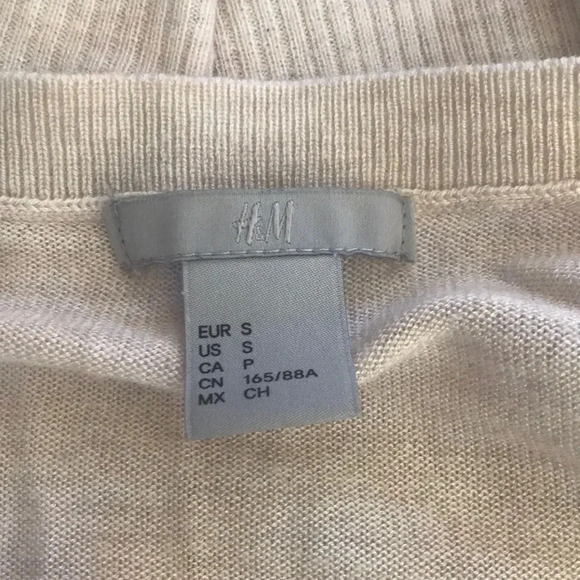 H&M
EUR S
US S
CA P
CN 165/88A
MX CH